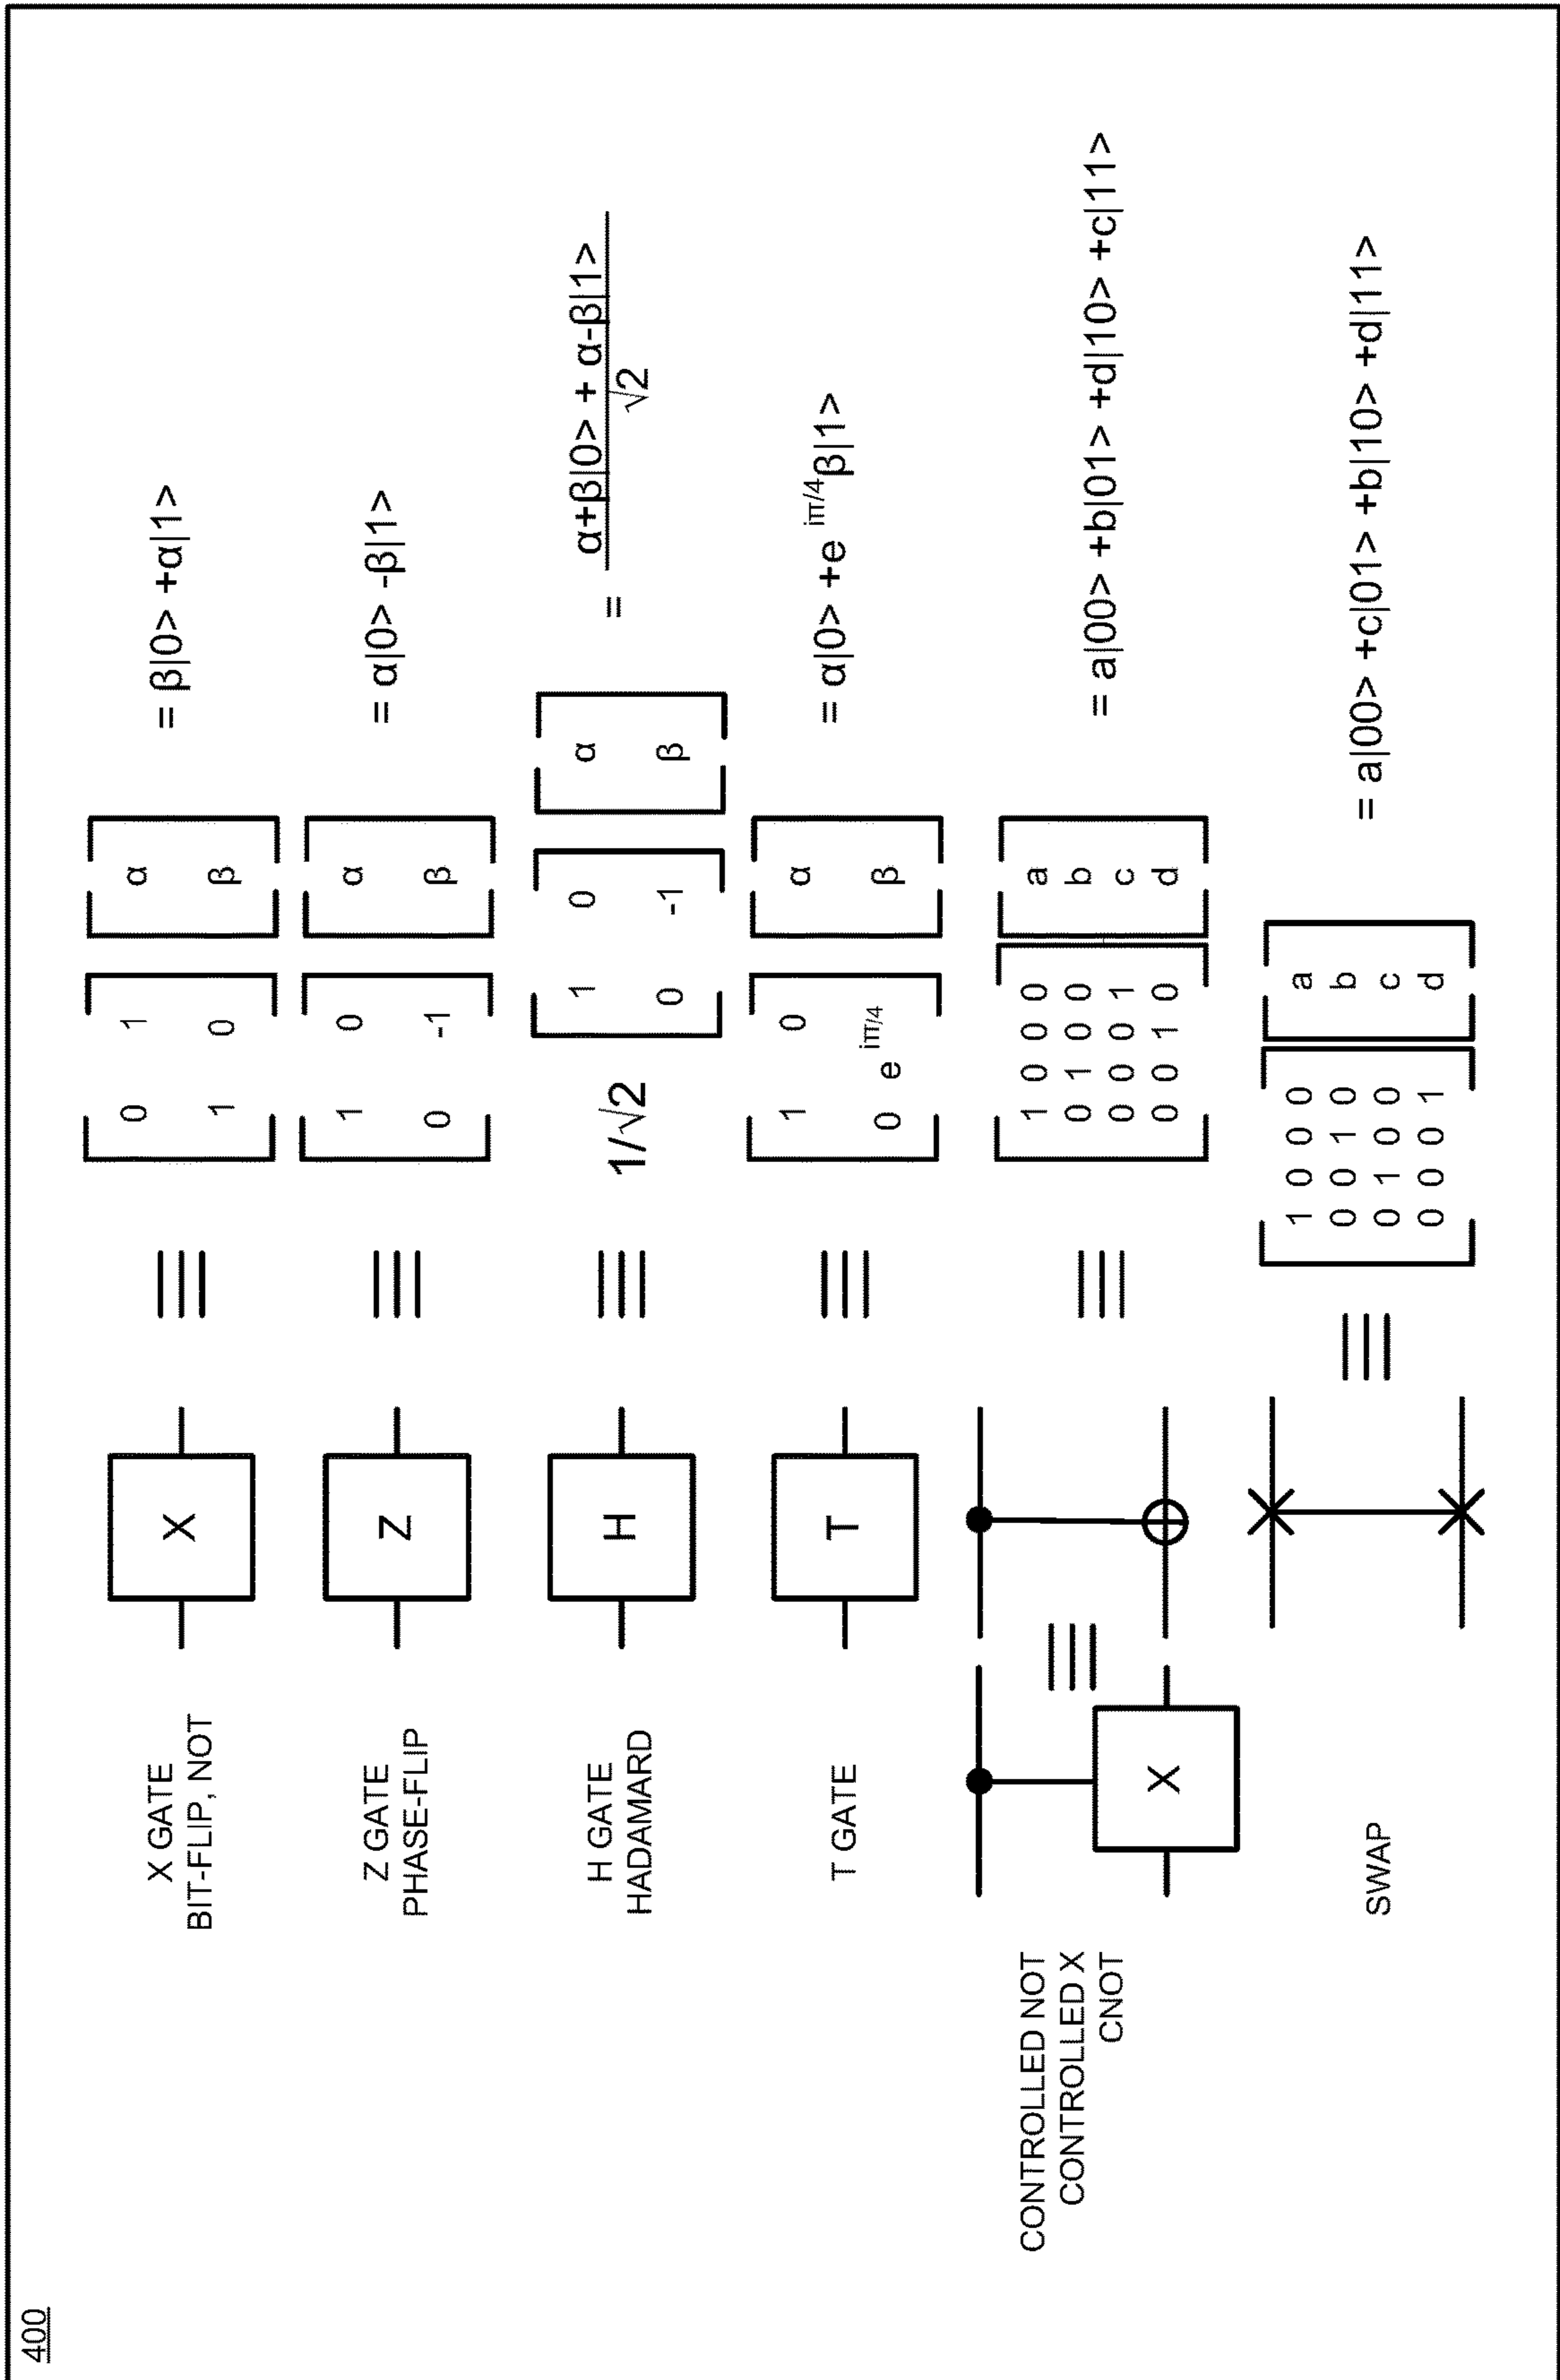 400
X GATE
BIT-FLIP, NOT
X
0 1
1 0
α
β
= β|0> +α|1>
Z GATE
PHASE-FLIP
Z
1 0
0 -1
α
β
= α|0> -β|1>
H GATE
HADAMARD
H
1/√2
1 0
0 -1
α
β
=
α+β|0> + α-β|1>
√2
T GATE
T
1 0
0 e iπ/4
α
β
= α|0> +e iπ/4 β|1>
CONTROLLED NOT
CONTROLLED X
CNOT
X
1 0 0 0
0 1 0 0
0 0 0 1
0 0 1 0
a
b
c
d
= a|00> +b|01> +d|10> +c|11>
SWAP
1 0 0 0
0 0 1 0
0 1 0 0
0 0 0 1
a
b
c
d
= a|00> +c|01> +b|10> +d|11>